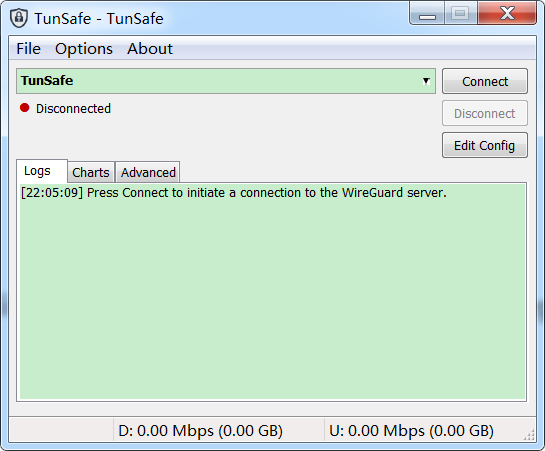 TunSafe - TunSafe
File Options About
TunSafe
Connect
Disconnected
Disconnect
Edit Config
Logs Charts Advanced
[22:05:09] Press Connect to initiate a connection to the WireGuard server.
D: 0.00 Mbps (0.00 GB) U: 0.00 Mbps (0.00 GB)